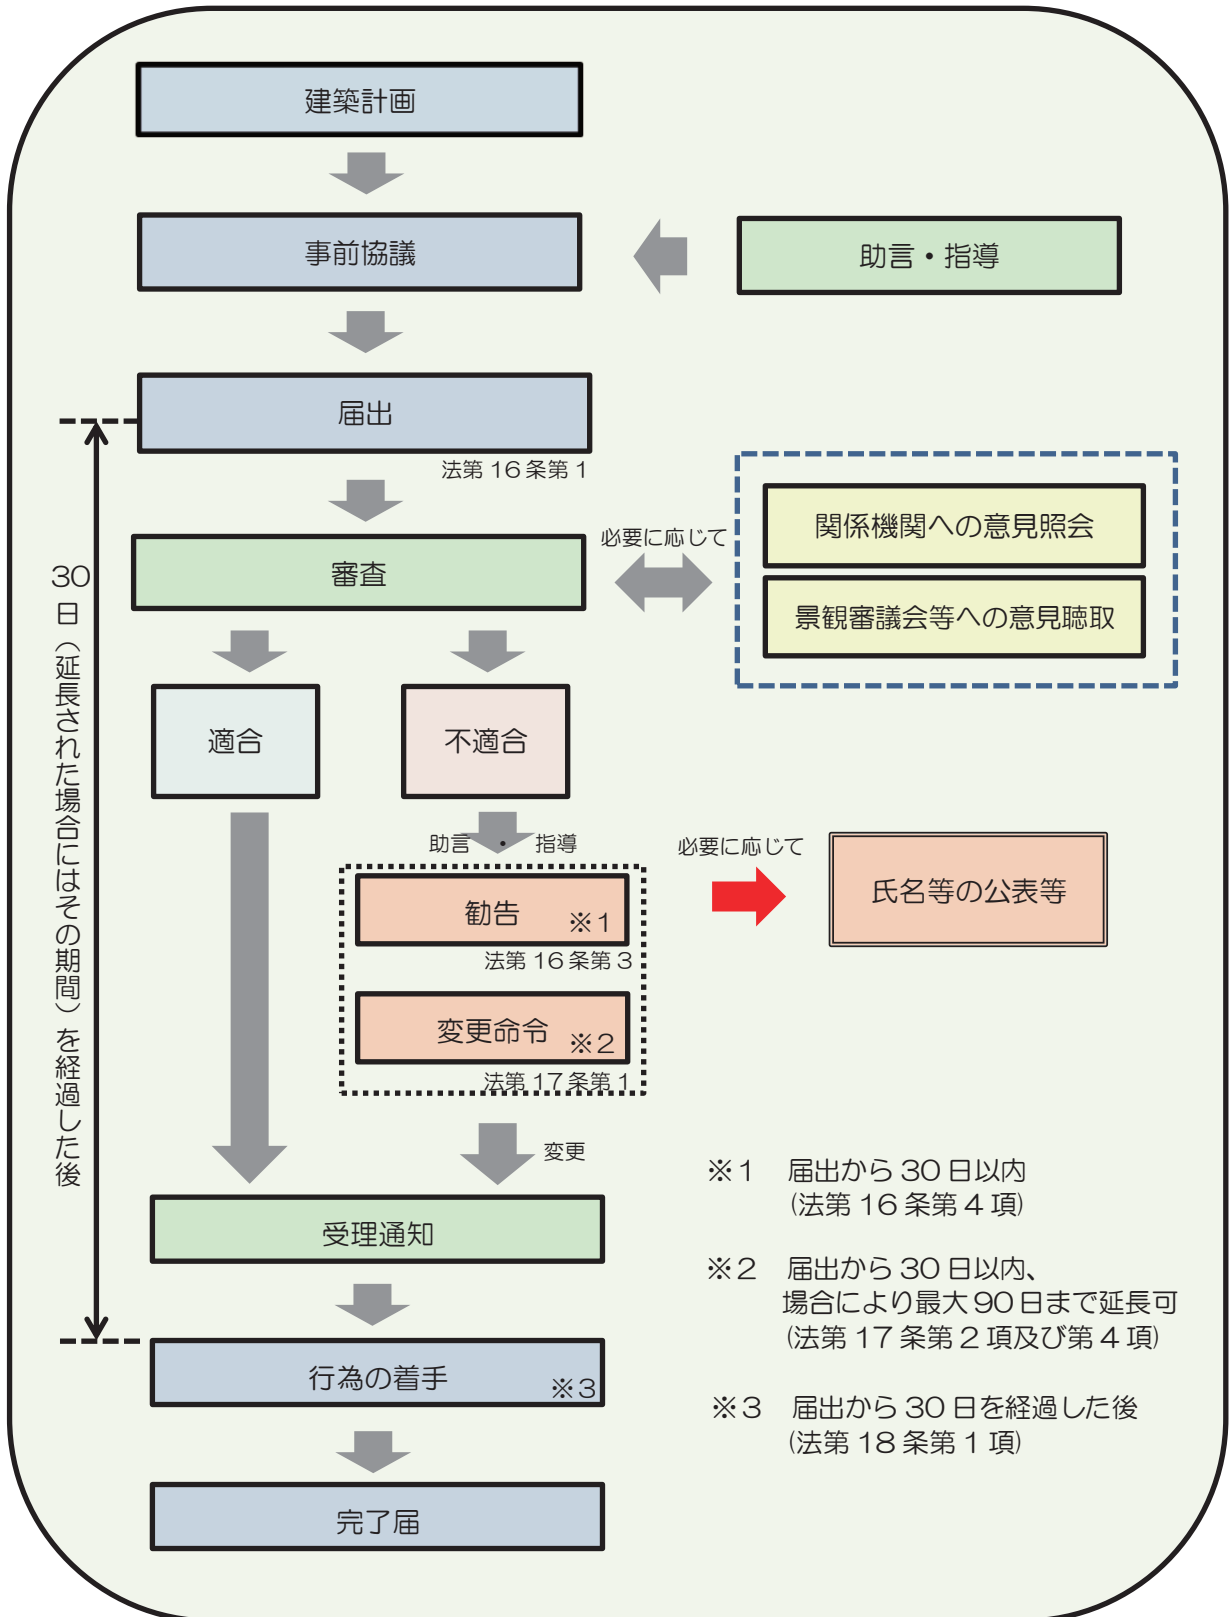 建築計画
事前協議
助言・指導
届出
法第16条第1
必要に応じて
関係機関への意見照会
審査
景観審議会等への意見聴取
30日（延長された場合にはその期間）を経過した後
適合
不適合
助言・指導
必要に応じて
勧告 ※1
法第16条第3
氏名等の公表等
変更命令 ※2
法第17条第1
変更
受理通知
行為の着手 ※3
完了届
※1 届出から30日以内
(法第16条第4項)
※2 届出から30日以内、
場合により最大90日まで延長可
(法第17条第2項及び第4項)
※3 届出から30日を経過した後
(法第18条第1項)